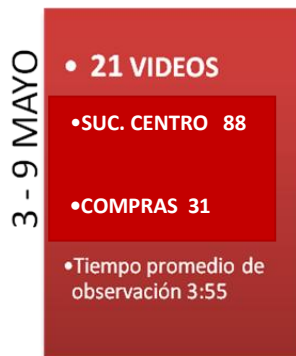 3 - 9 MAYO
• 21 VIDEOS
•SUC. CENTRO 88
•COMPRAS 31
•Tiempo promedio de
observación 3:55